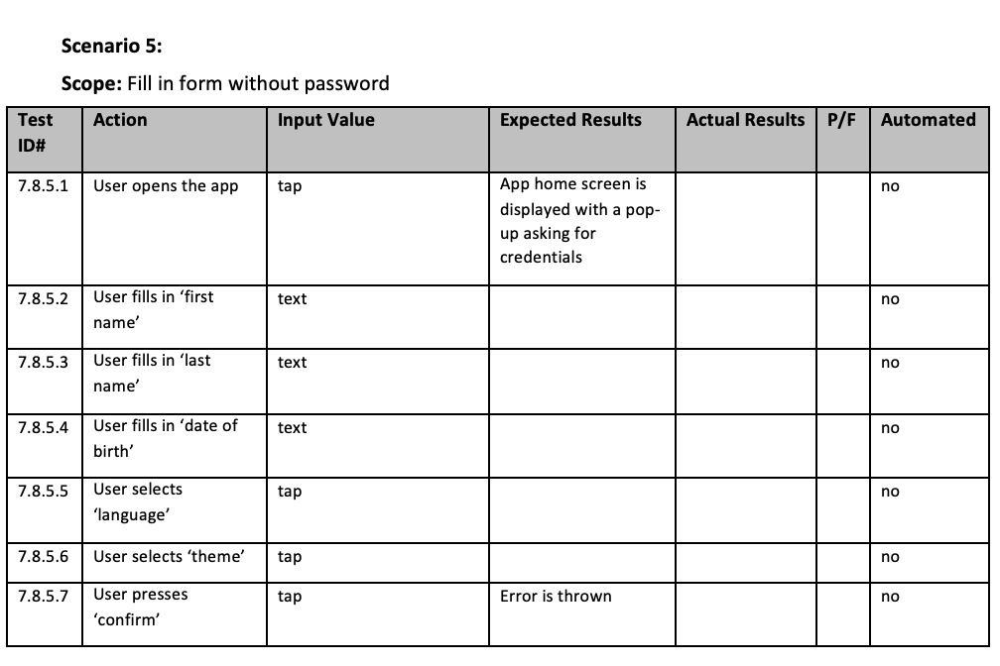 Scenario 5:
Scope: Fill in form without password
Test Action Input Value Expected Results Actual Results P/F Automated
ID#
7.8.5.1 User opens the app tap App home screen is no
displayed with a pop-
up asking for
credentials
7.8.5.2 User fills in ‘first text no
name’
7.8.5.3 User fills in ‘last text no
name’
7.8.5.4 User fills in ‘date of text no
birth’
7.8.5.5 User selects tap no
‘language’
7.8.5.6 User selects ‘theme’ tap no
7.8.5.7 User presses tap Error is thrown no
‘confirm’